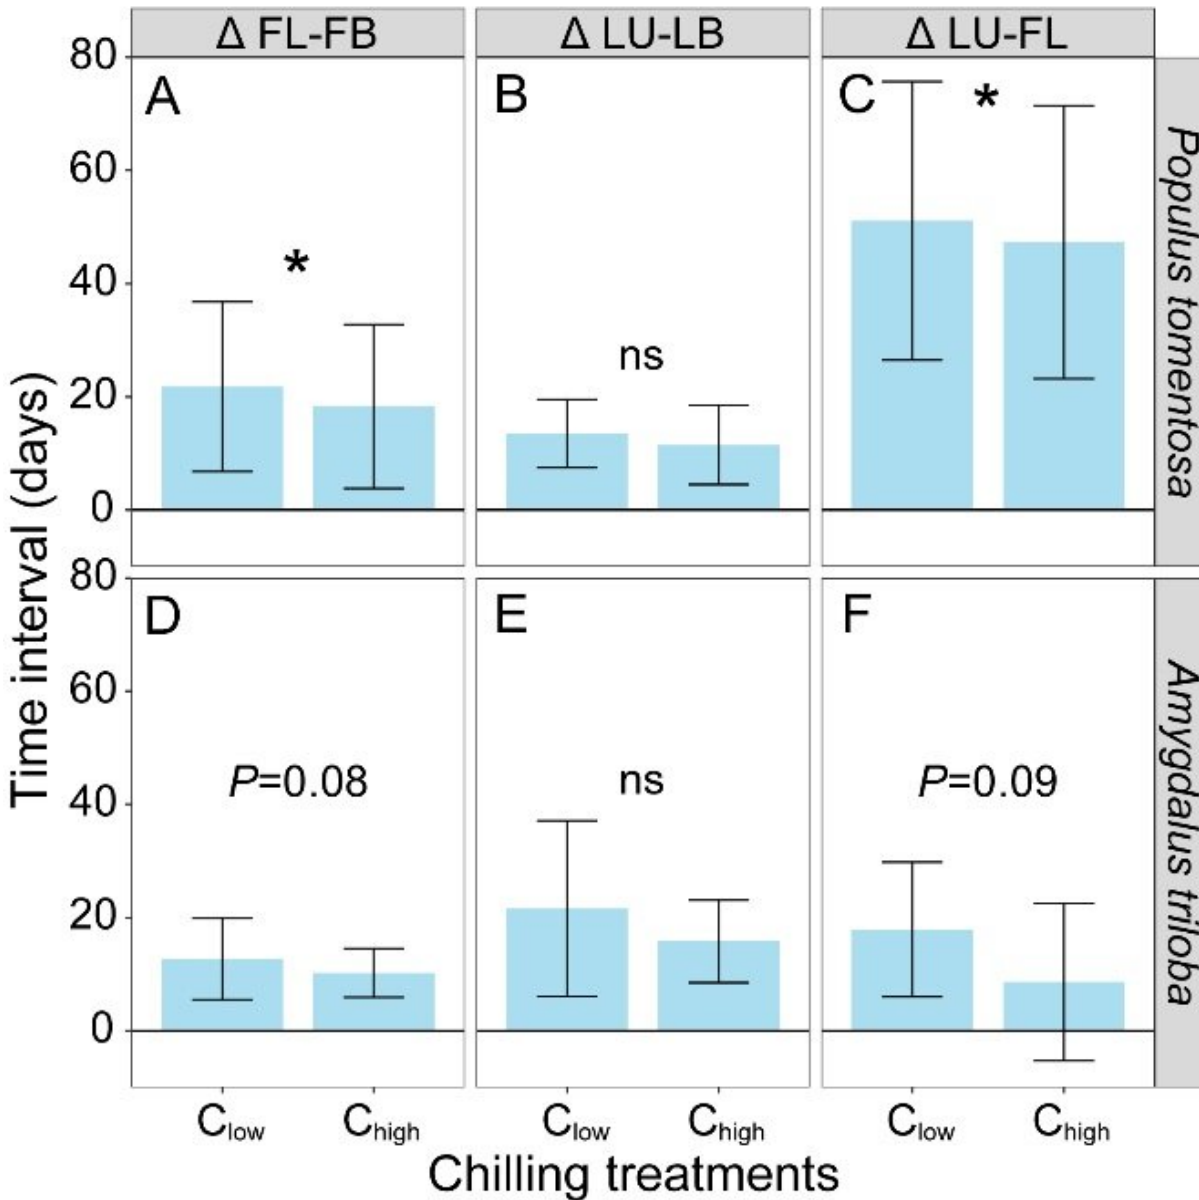 Δ FL-FB
Δ LU-LB
Δ LU-FL
80
60
40
20
0
A
*
B
ns
C
*
Populus tomentosa
Time interval (days)
80
60
40
20
0
D
P=0.08
E
ns
F
P=0.09
Amygdalus triloba
Clow
Chigh
Clow
Chigh
Clow
Chigh
Chilling treatments